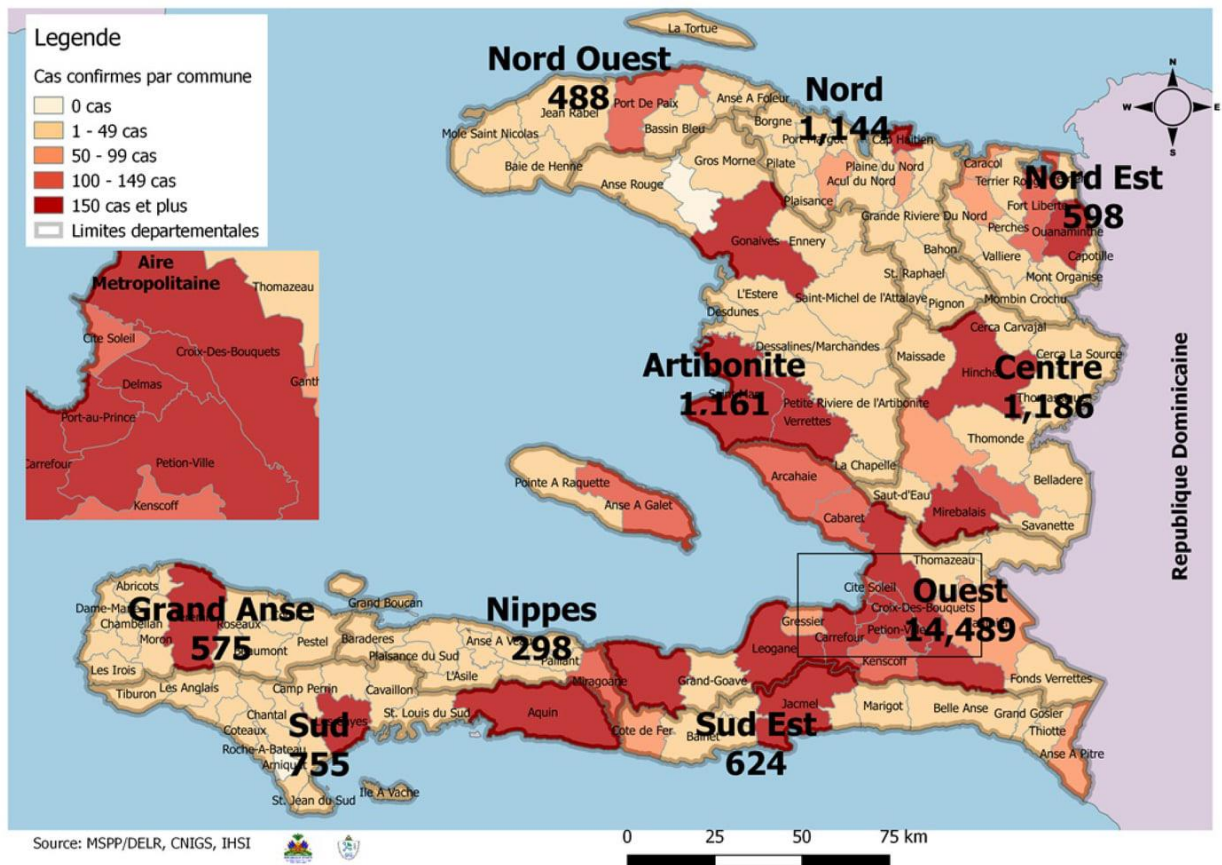 Legende
Cas confirmes par commune
0 cas
1 - 49 cas
50 - 99 cas
100 - 149 cas
150 cas et plus
Limites departementales
La Tortue
Nord Ouest
488
Port De Paix
Jean Rabel
Anse A Foleur
Mole Saint Nicolas
Bassin Bleu
Baie de Henne
Nord
1,144
Borgne
Port Margot
Cap Haitien
Gros Morne
Pilate
Plaine du Nord
Acul du Nord
Anse Rouge
Plaisance
Grande Riviere Du Nord
Caracol
Nord Est
598
Fort Liberte
Perches
Ouanaminthe
Valliere
Capotille
Mont Organise
Gonaives
Ennery
Bahon
St. Raphael
Pignon
Mombin Crochu
L'Estere
Saint-Michel de l'Attalaye
Desdunes
Dessalines/Marchandes
Cerca Carvajal
Maissade
Cerca La Source
Artibonite
1.161
Centre
1,186
Petite Riviere de l'Artibonite
Verrettes
Thomonde
La Chapelle
Belladere
Arcahaie
Saut-d'Eau
Mirebalais
Cabaret
Savanette
Pointe A Raquette
Anse A Galet
Republique Dominicaine
N
W
E
S
Aire
Metropolitaine
Thomazeau
Cite Soleil
Croix-Des-Bouquets
Delmas
Port-au-Prince
Carrefour
Petion-Ville
Kenscoff
Thomazeau
Cite Soleil
Ouest
14,489
Croix-Des-Bouquets
Gressier
Carrefour
Leogane
Kenscoff
Fonds Verrettes
Abricots
Grand Anse
575
Chambellan
Moron
Roseaux
Pestel
Les Irois
Grand Boucan
Nippes
298
Baraderes
Plaisance du Sud
L'Asile
Paillant
Miragoane
Grand-Goave
Tiburon
Les Anglais
Camp Perrin
Cavaillon
St. Louis du Sud
Aquin
Chantal
Coteaux
Sud
755
Roche-A-Bateau
St. Jean du Sud
Ile A Vache
Cote de Fer
Sud Est
624
Jacmel
Marigot
Belle Anse
Grand Gosier
Thiotte
Anse A Pitre
Source: MSPP/DELR, CNIGS, IHSI
0 25 50 75 km